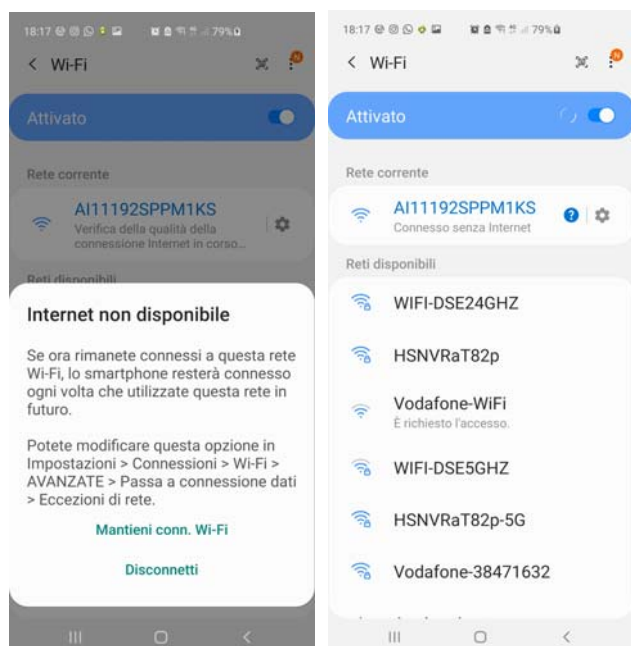 18:17
79%
< Wi-Fi
N
Attivato
Rete corrente
AI11192SPPM1KS
Verifica della qualità della
connessione Internet in corso...
Reti disponibili
Internet non disponibile
Se ora rimanete connessi a questa rete
Wi-Fi, lo smartphone resterà connesso
ogni volta che utilizzate questa rete in
futuro.
Potete modificare questa opzione in
Impostazioni > Connessioni > Wi-Fi >
AVANZATE > Passa a connessione dati
> Eccezioni di rete.
Mantieni conn. Wi-Fi
Disconnetti
18:17
79%
< Wi-Fi
N
Attivato
Rete corrente
AI11192SPPM1KS
Connesso senza Internet
?
Reti disponibili
WIFI-DSE24GHZ
HSNVRaT82p
Vodafone-WiFi
È richiesto l'accesso.
WIFI-DSE5GHZ
HSNVRaT82p-5G
Vodafone-38471632